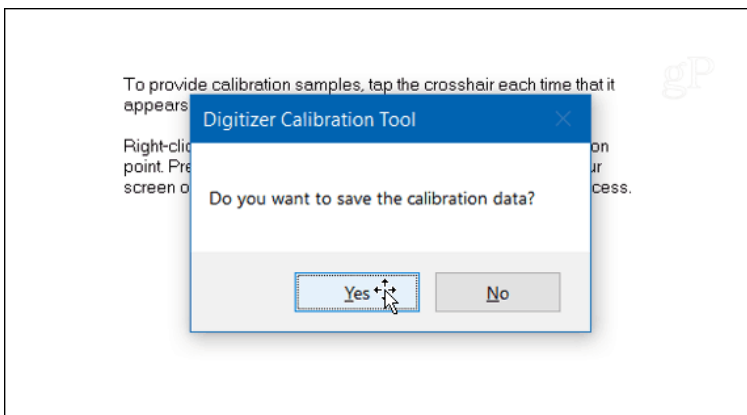 To provide calibration samples, tap the crosshair each time that it
appears
Digitizer Calibration Tool
Right-clic on
point. Pre ur
screen o cess.
Do you want to save the calibration data?
Yes No
gP